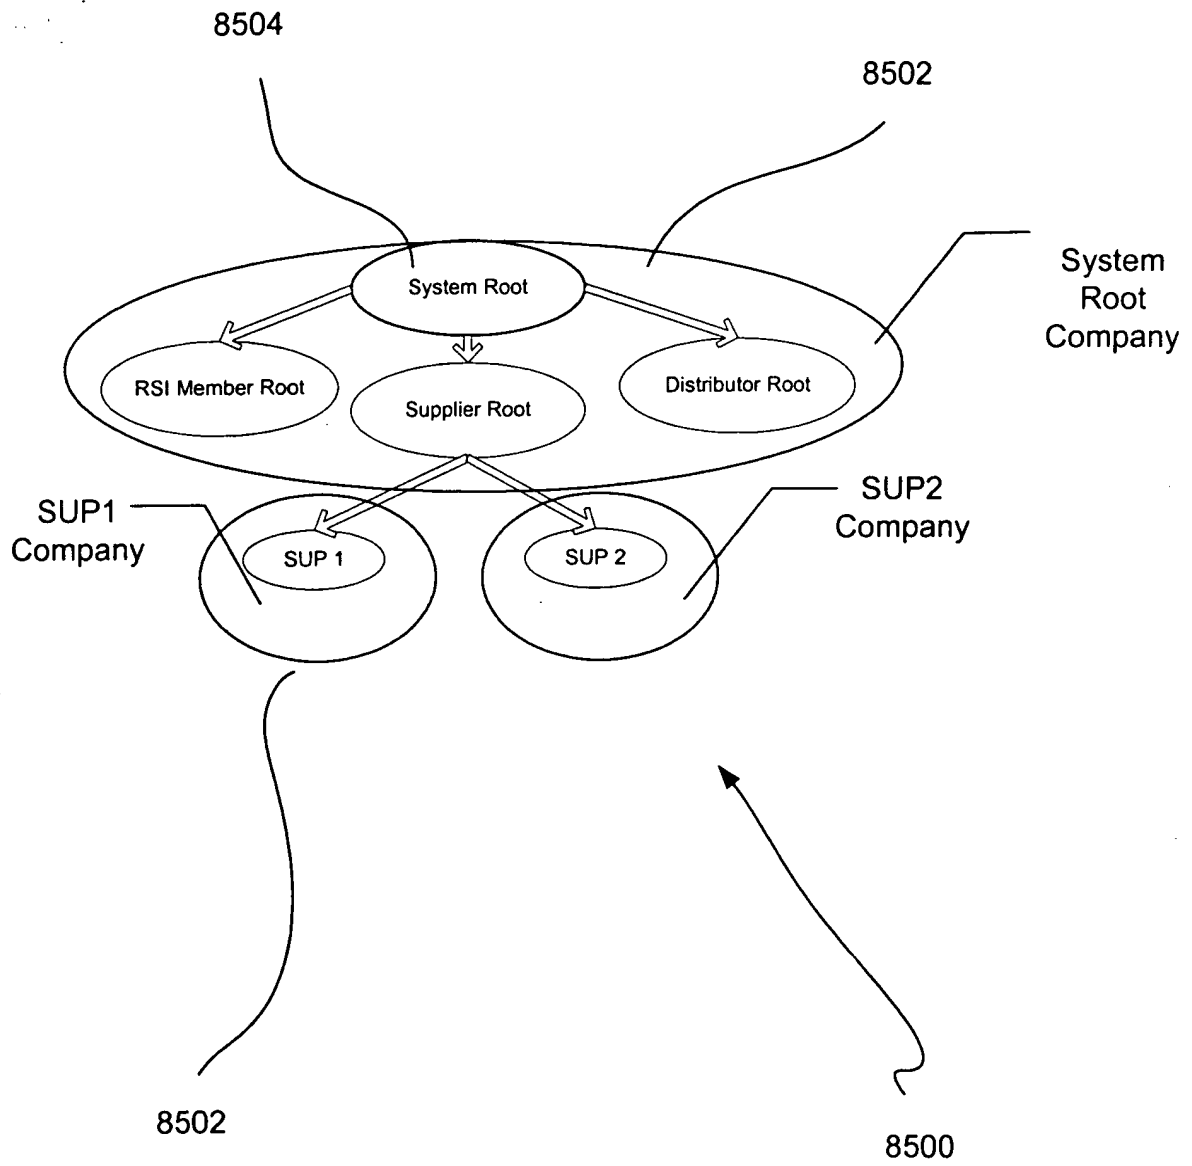 8504
8502
System Root
System
Root
Company
RSI Member Root
Supplier Root
Distributor Root
SUP1
Company
SUP2
Company
SUP 1
SUP 2
8502
8500